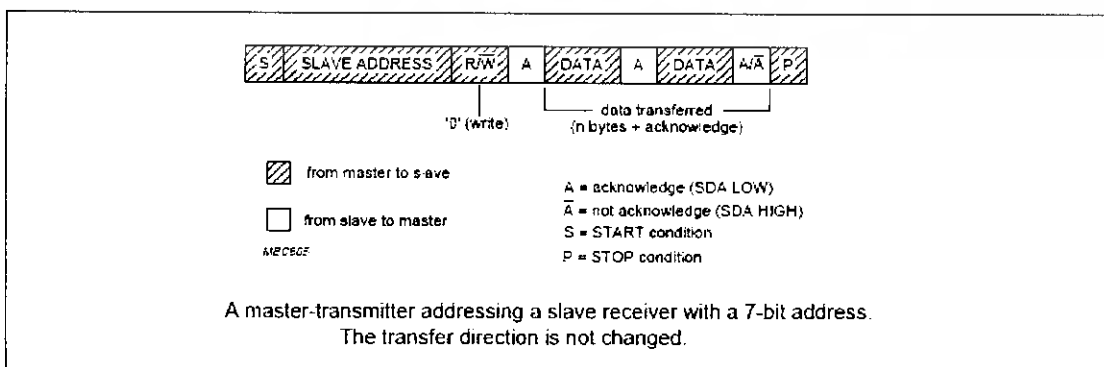 S SLAVE ADDRESS R/W̅ A DATA A DATA A/A̅ P
data transferred
'0' (write) (n bytes + acknowledge)
from master to slave
A = acknowledge (SDA LOW)
A̅ = not acknowledge (SDA HIGH)
from slave to master
S = START condition
MBC605
P = STOP condition
A master-transmitter addressing a slave receiver with a 7-bit address.
The transfer direction is not changed.